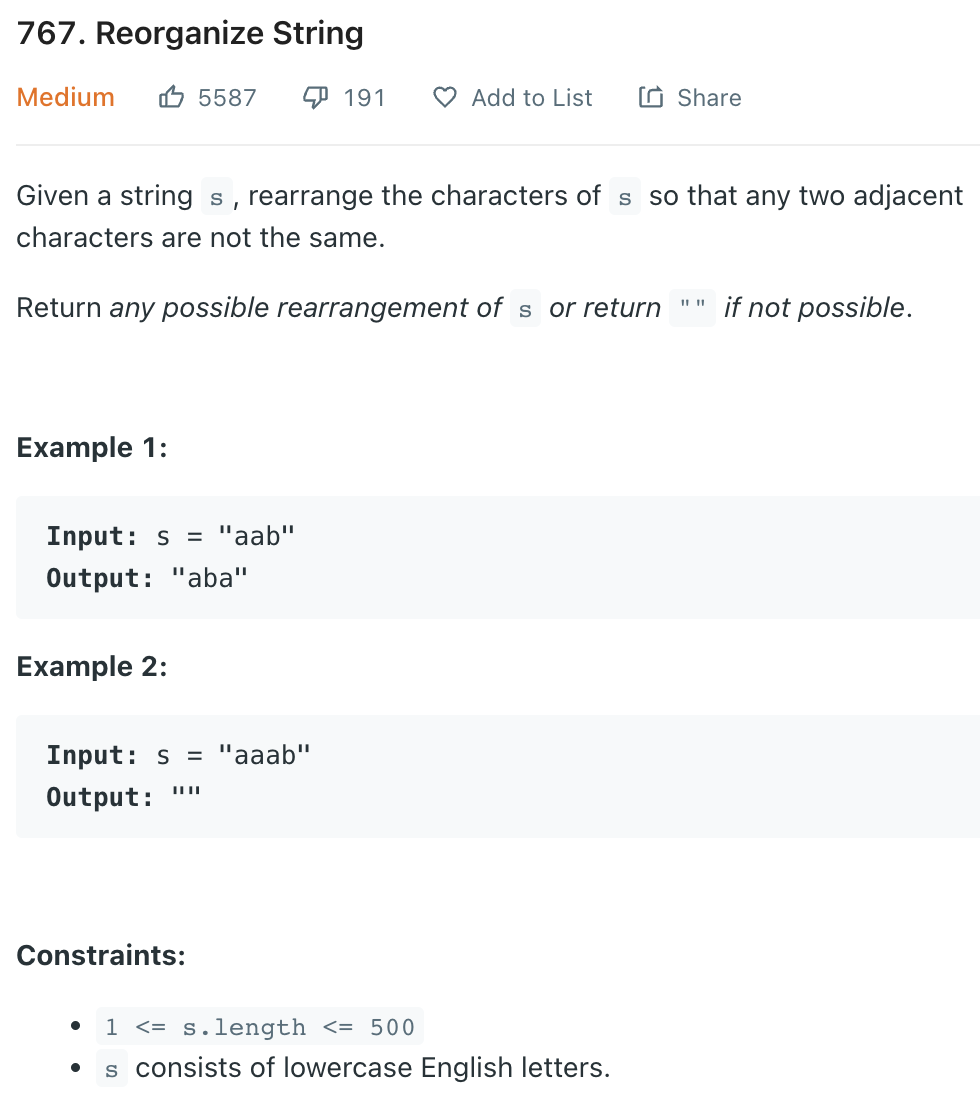 767. Reorganize String
Medium 5587 191 Add to List Share
Given a string s, rearrange the characters of s so that any two adjacent
characters are not the same.
Return any possible rearrangement of s or return "" if not possible.
Example 1:
Input: s = "aab"
Output: "aba"
Example 2:
Input: s = "aaab"
Output: ""
Constraints:
• 1 <= s.length <= 500
• s consists of lowercase English letters.